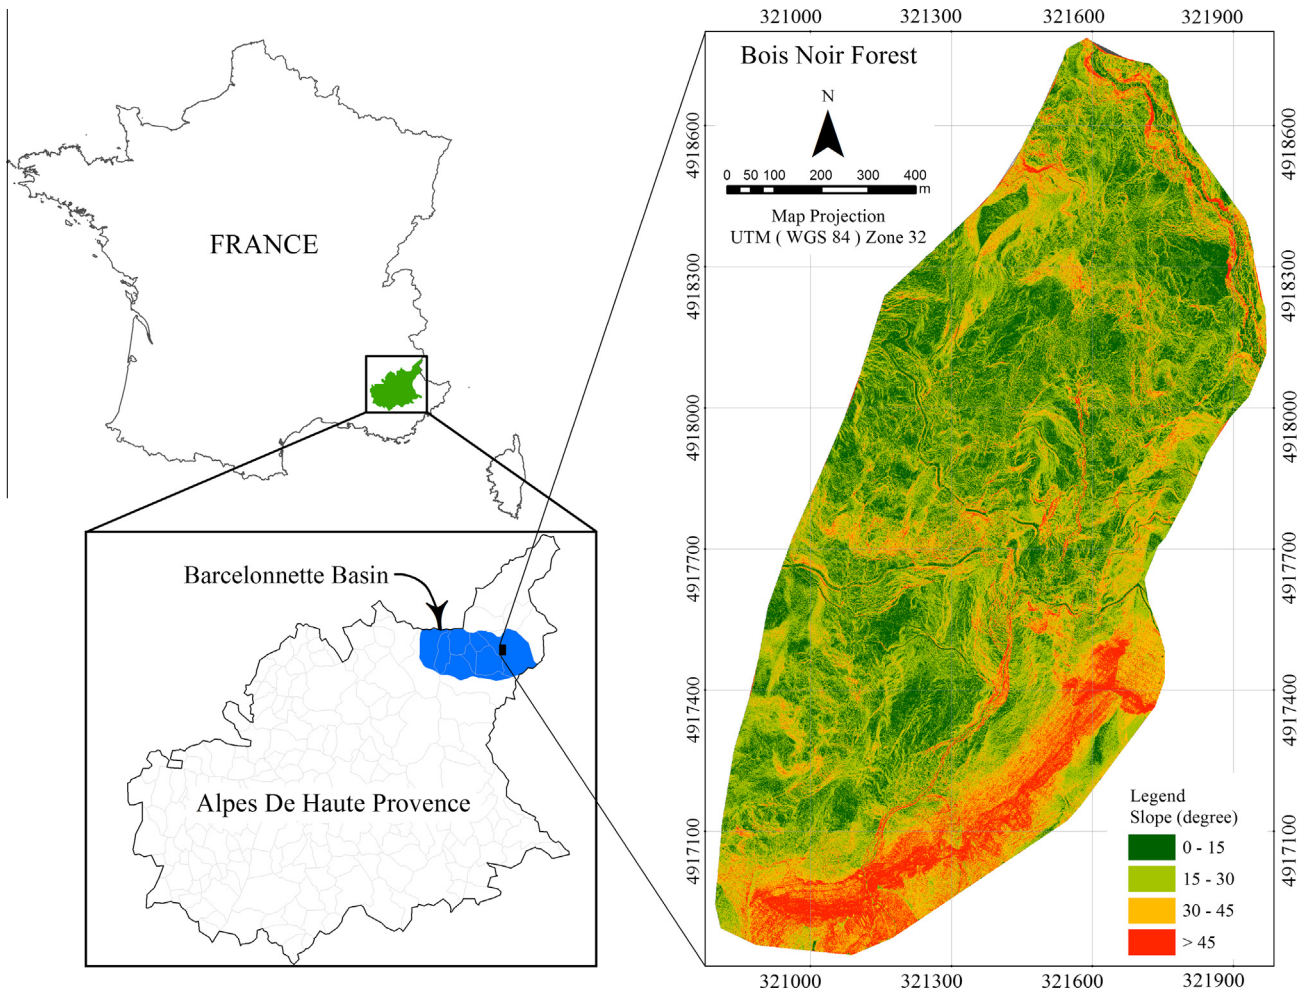 FRANCE
Barcelonnette Basin
Alpes De Haute Provence
321000 321300 321600 321900
Bois Noir Forest
N
0 50 100 200 300 400 m
Map Projection
UTM ( WGS 84 ) Zone 32
4918600 4918600
4918300 4918300
4918000 4918000
4917700 4917700
4917400 4917400
4917100 4917100
Legend
Slope (degree)
0 - 15
15 - 30
30 - 45
> 45
321000 321300 321600 321900